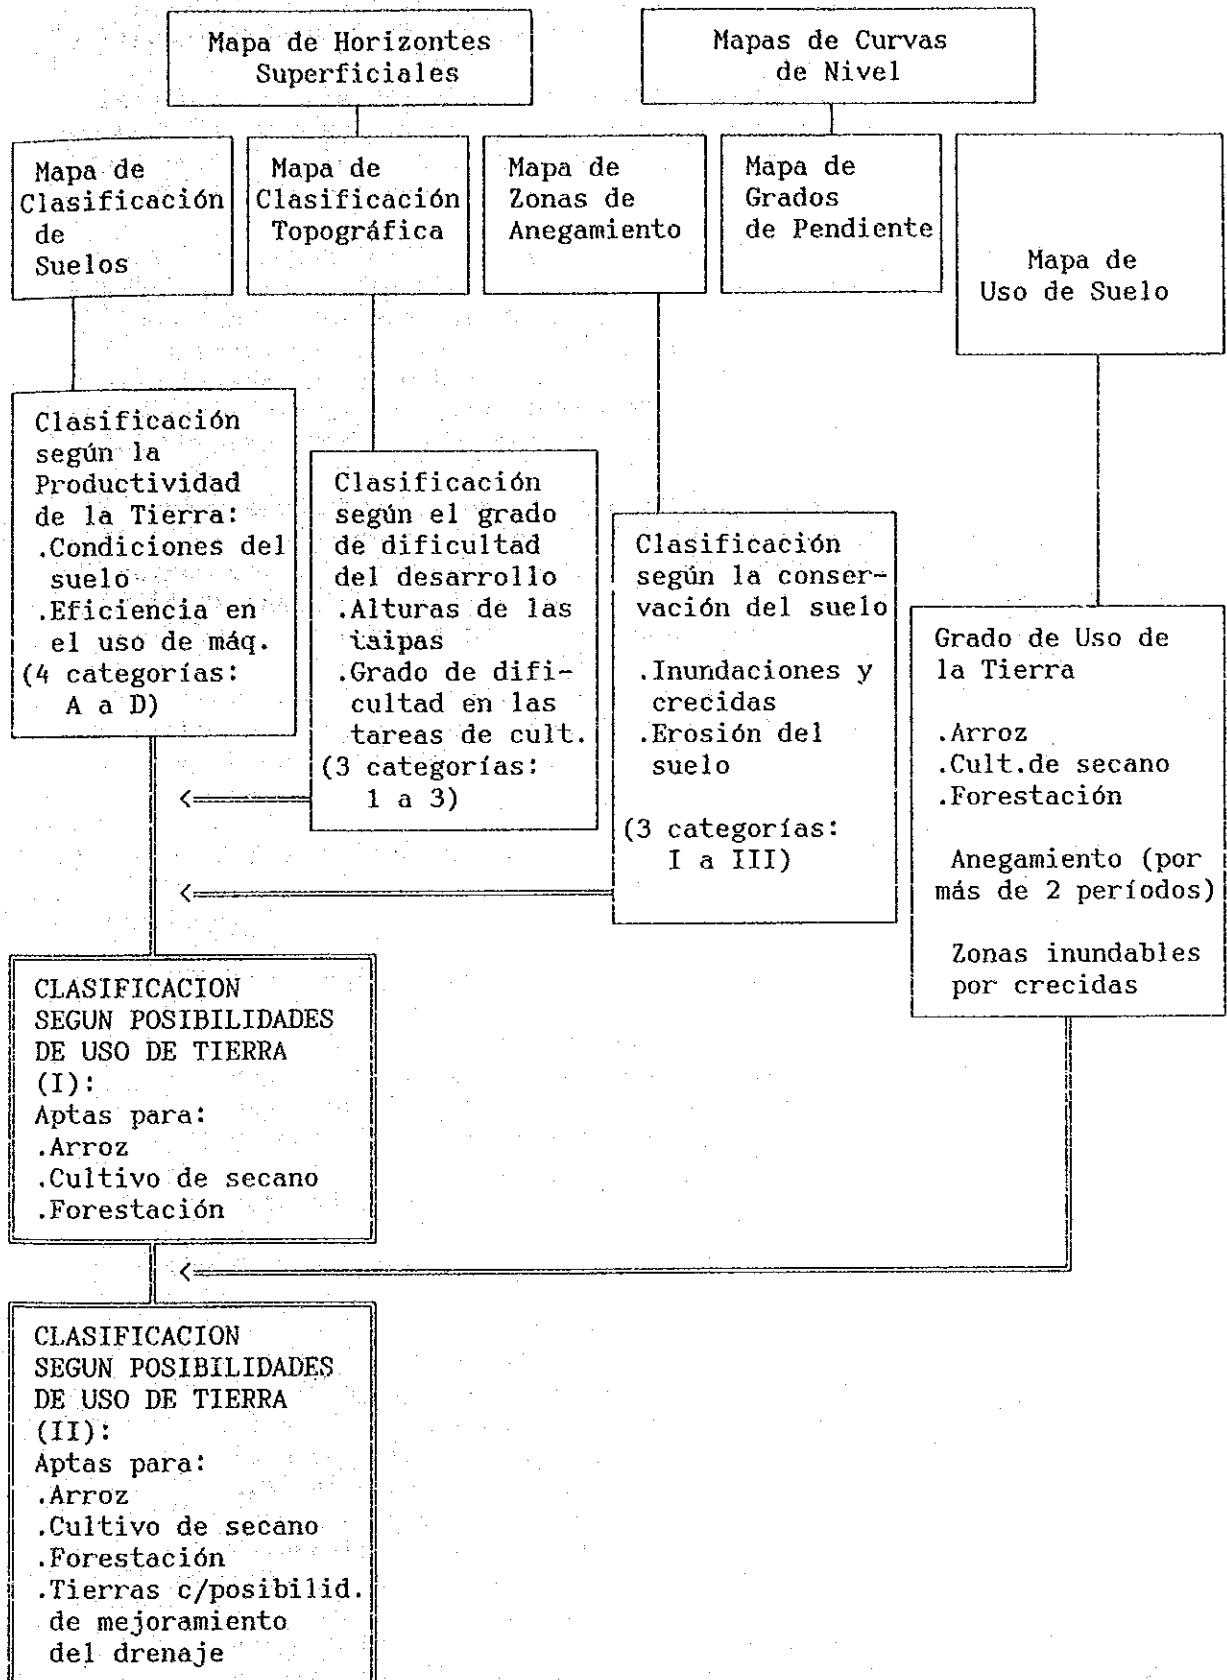 Mapa de Horizontes
Superficiales
Mapas de Curvas
de Nivel
Mapa de
Clasificación
de
Suelos
Mapa de
Clasificación
Topográfica
Mapa de
Zonas de
Anegamiento
Mapa de
Grados
de Pendiente
Mapa de
Uso de Suelo
Clasificación
según la
Productividad
de la Tierra:
.Condiciones del
suelo
.Eficiencia en
el uso de máq.
(4 categorías:
A a D)
Clasificación
según el grado
de dificultad
del desarrollo
.Alturas de las
taipas
.Grado de difi-
cultad en las
tareas de cult.
(3 categorías:
1 a 3)
Clasificación
según la conser-
vación del suelo
.Inundaciones y
crecidas
.Erosión del
suelo
(3 categorías:
I a III)
Grado de Uso de
la Tierra
.Arroz
.Cult.de secano
.Forestación
Anegamiento (por
más de 2 períodos)
Zonas inundables
por crecidas
CLASIFICACION
SEGUN POSIBILIDADES
DE USO DE TIERRA
(I):
Aptas para:
.Arroz
.Cultivo de secano
.Forestación
CLASIFICACION
SEGUN POSIBILIDADES
DE USO DE TIERRA
(II):
Aptas para:
.Arroz
.Cultivo de secano
.Forestación
.Tierras c/posibilid.
de mejoramiento
del drenaje